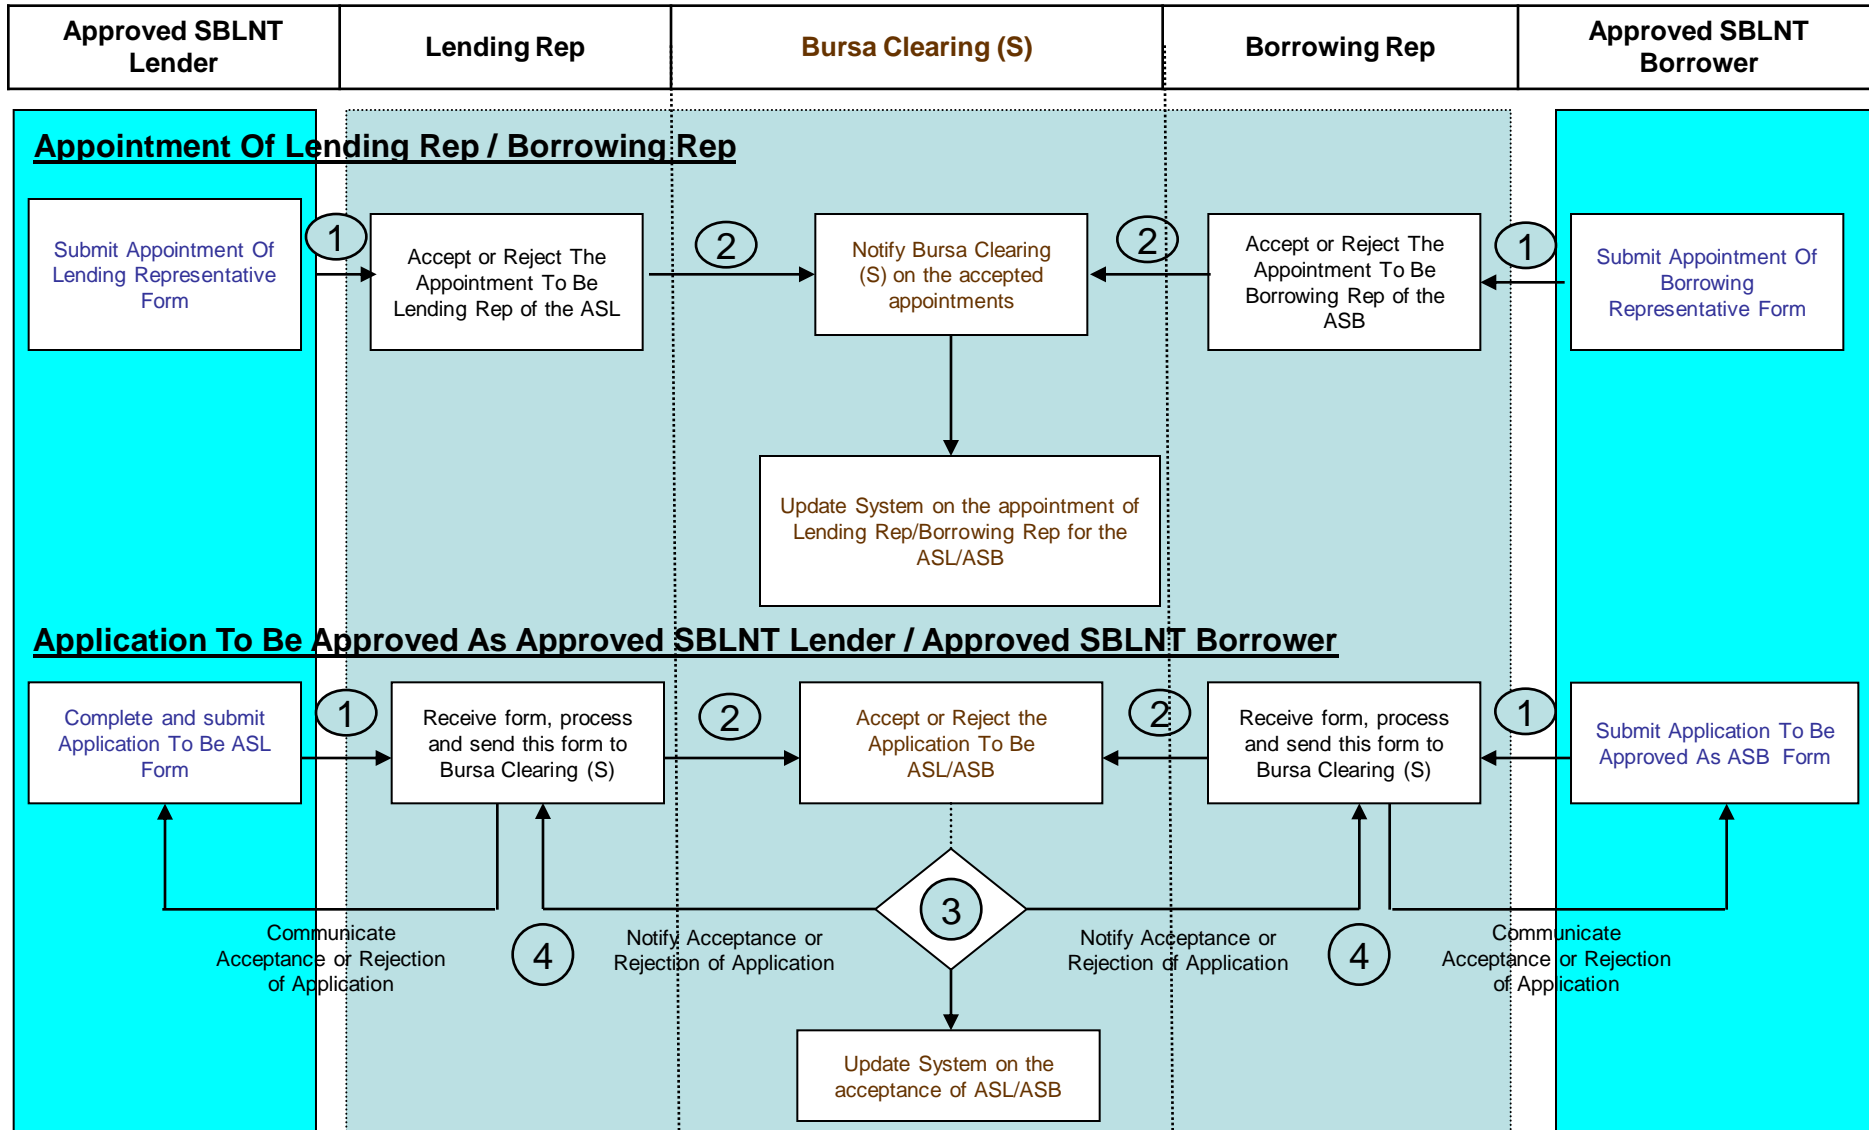 Approved SBLNT
Lender
Lending Rep
Bursa Clearing (S)
Borrowing Rep
Approved SBLNT
Borrower
Appointment Of Lending Rep / Borrowing Rep
Submit Appointment Of
Lending Representative
Form
1
Accept or Reject The
Appointment To Be
Lending Rep of the ASL
2
Notify Bursa Clearing
(S) on the accepted
appointments
2
Accept or Reject The
Appointment To Be
Borrowing Rep of the
ASB
1
Submit Appointment Of
Borrowing
Representative Form
Update System on the appointment of
Lending Rep/Borrowing Rep for the
ASL/ASB
Application To Be Approved As Approved SBLNT Lender / Approved SBLNT Borrower
Complete and submit
Application To Be ASL
Form
1
Receive form, process
and send this form to
Bursa Clearing (S)
2
Accept or Reject the
Application To Be
ASL/ASB
2
Receive form, process
and send this form to
Bursa Clearing (S)
1
Submit Application To Be
Approved As ASB Form
3
Communicate
Acceptance or Rejection
of Application
4
Notify Acceptance or
Rejection of Application
Notify Acceptance or
Rejection of Application
4
Communicate
Acceptance or Rejection
of Application
Update System on the
acceptance of ASL/ASB